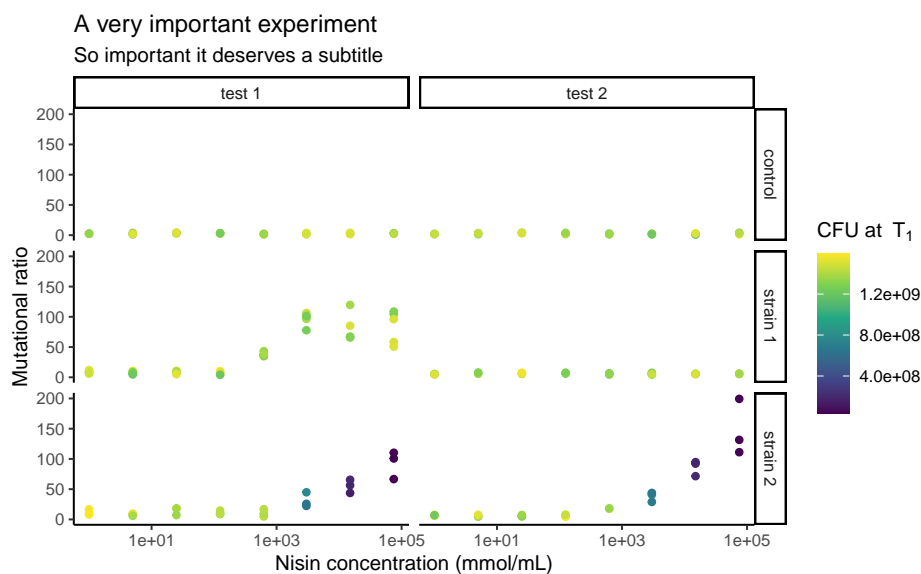 A very important experiment
So important it deserves a subtitle
test 1
test 2
200
150
100
50
0
control
200
150
100
50
0
strain 1
200
150
100
50
0
strain 2
Mutational ratio
1e+01
1e+03
1e+05
1e+01
1e+03
1e+05
Nisin concentration (mmol/mL)
CFU at T₁
1.2e+09
8.0e+08
4.0e+08